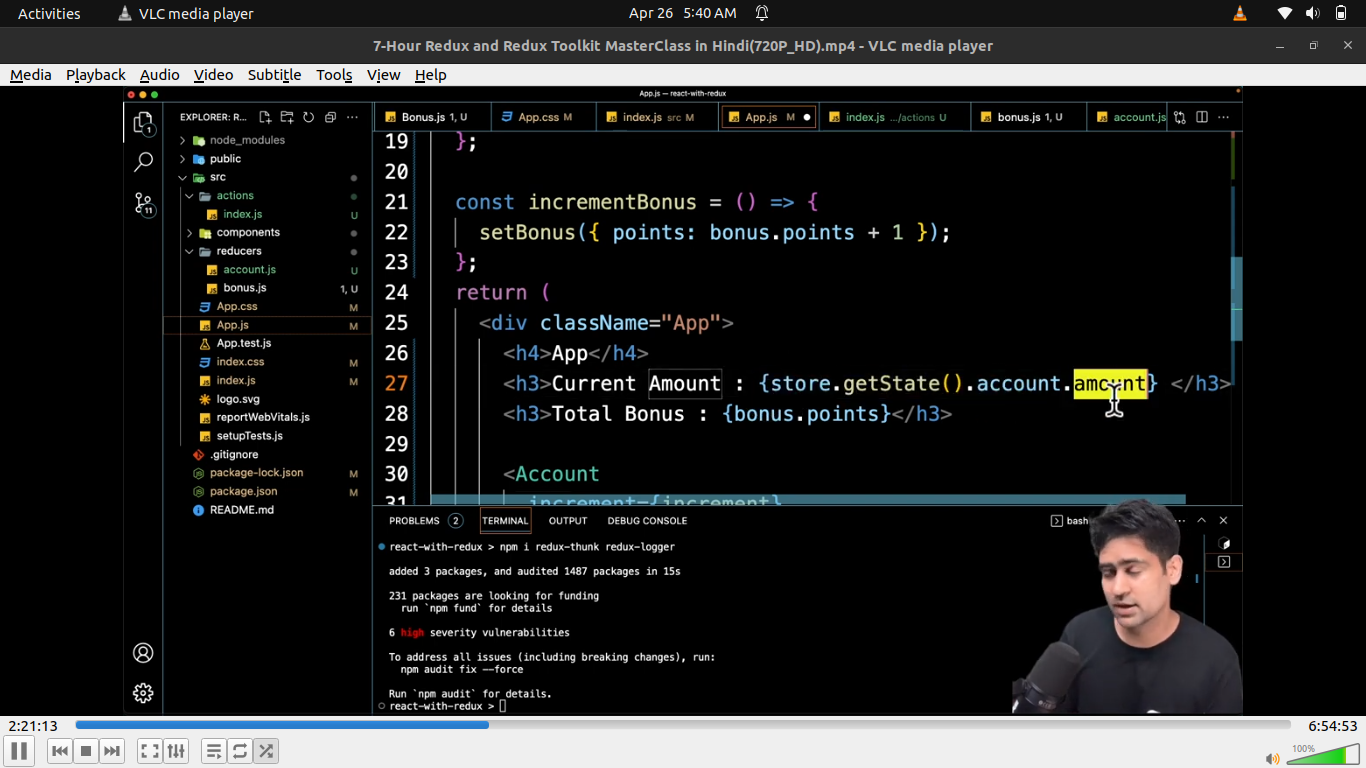 Activities VLC media player Apr 26 5:40 AM
7-Hour Redux and Redux Toolkit MasterClass in Hindi(720P_HD).mp4 - VLC media player
Media Playback Audio Video Subtitle Tools View Help
App.js — react-with-redux
EXPLORER: R...
Bonus.js 1, U App.css M index.js src M App.js M index.js .../actions U bonus.js 1, U account.js
node_modules
public
src
actions
index.js U
components
reducers
account.js U
bonus.js 1, U
App.css M
App.js M
App.test.js
index.css M
index.js M
logo.svg
reportWebVitals.js
setupTests.js
.gitignore
package-lock.json M
package.json M
README.md
1
11
19 };
20
21 const incrementBonus = () => {
22 setBonus({ points: bonus.points + 1 });
23 };
24 return (
25 <div className="App">
26 <h4>App</h4>
27 <h3>Current Amount : {store.getState().account.amount} </h3>
28 <h3>Total Bonus : {bonus.points}</h3>
29
30 <Account
31 increment={increment}
PROBLEMS 2 TERMINAL OUTPUT DEBUG CONSOLE bash
react-with-redux > npm i redux-thunk redux-logger
added 3 packages, and audited 1487 packages in 15s
231 packages are looking for funding
run `npm fund` for details
6 high severity vulnerabilities
To address all issues (including breaking changes), run:
npm audit fix --force
Run `npm audit` for details.
react-with-redux >
2:21:13 6:54:53
100%